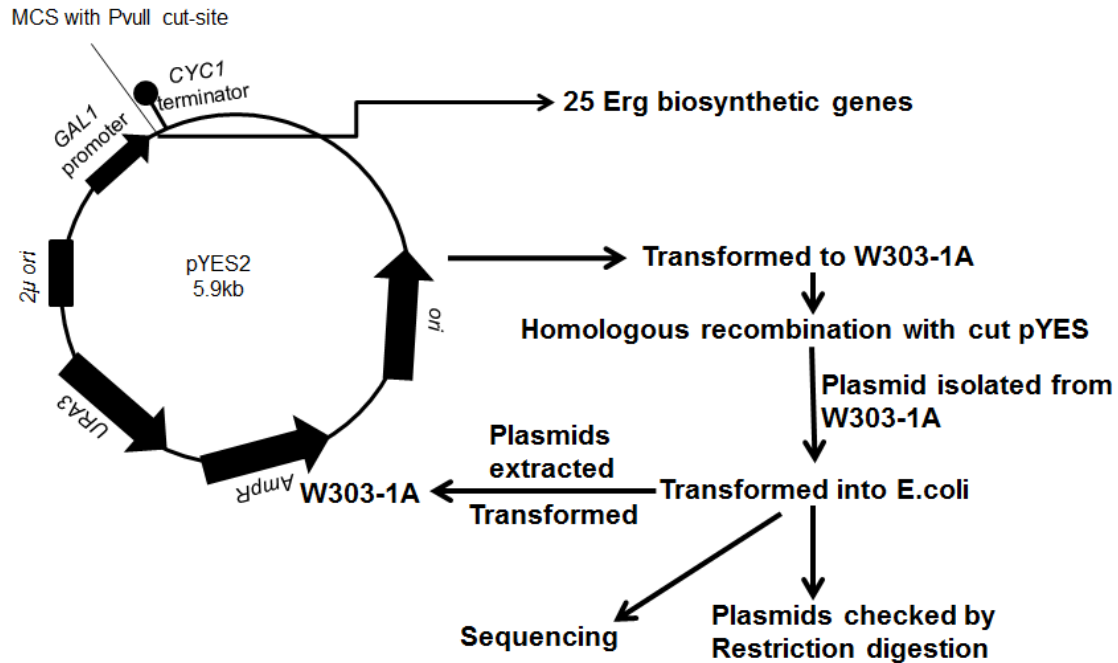 MCS with Pvull cut-site
CYC1
terminator
GAL1
promoter
25 Erg biosynthetic genes
2µ ori
pYES2
5.9kb
ori
URA3
AmpR
Transformed to W303-1A
Homologous recombination with cut pYES
Plasmid isolated from
W303-1A
Plasmids
extracted
W303-1A
Transformed
Transformed into E.coli
Sequencing
Plasmids checked by
Restriction digestion